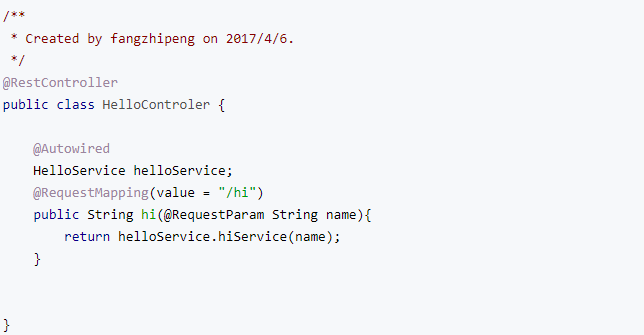 /**
 * Created by fangzhipeng on 2017/4/6.
 */
@RestController
public class HelloControler {
    @Autowired
    HelloService helloService;
    @RequestMapping(value = "/hi")
    public String hi(@RequestParam String name){
        return helloService.hiService(name);
    }
}